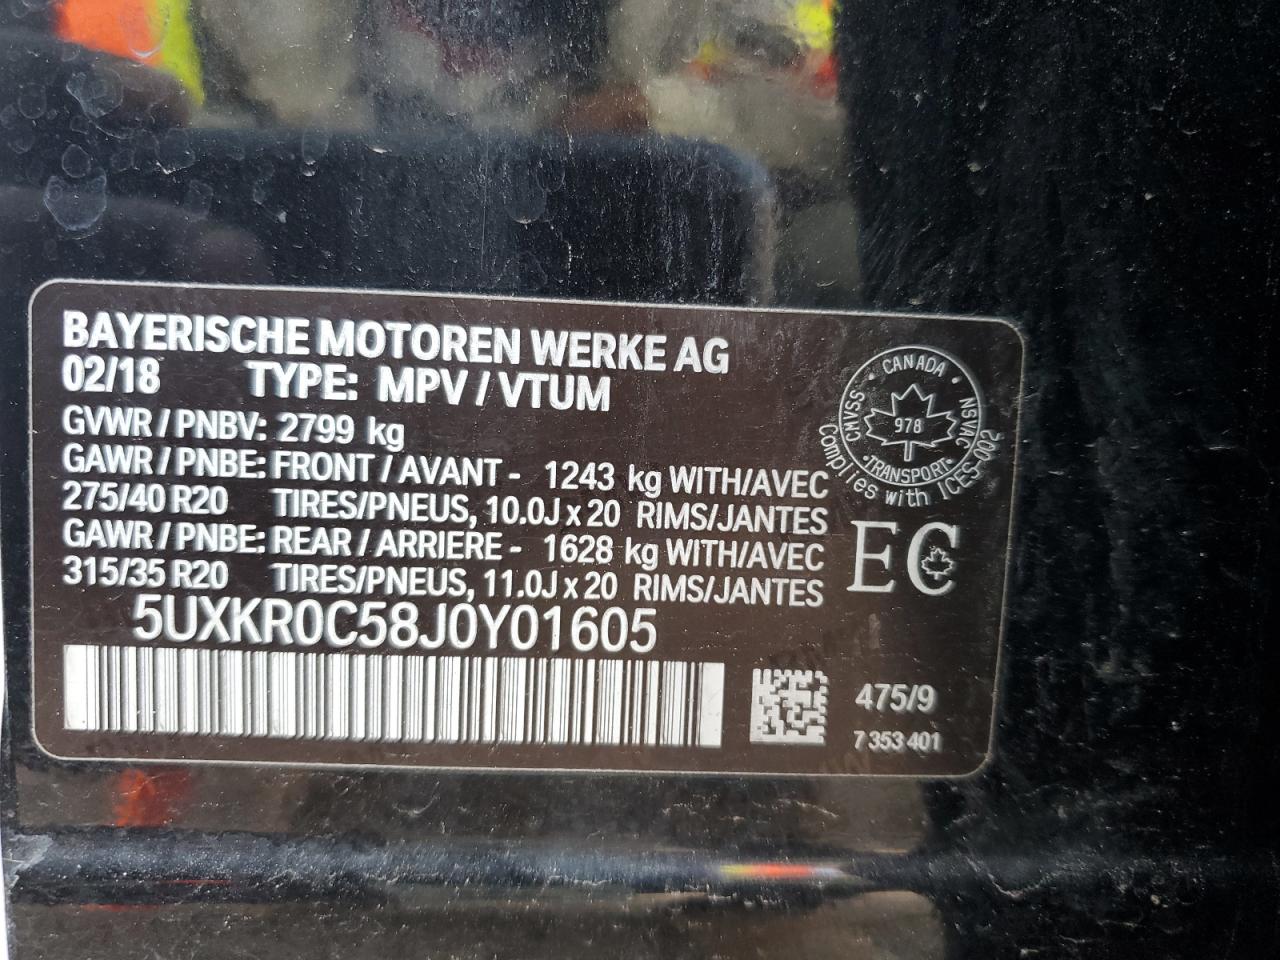 BAYERISCHE MOTOREN WERKE AG
02/18 TYPE: MPV / VTUM
GVWR / PNBV: 2799 kg
GAWR / PNBE: FRONT / AVANT - 1243 kg WITH/AVEC
275/40 R20 TIRES/PNEUS, 10.0J x 20 RIMS/JANTES
GAWR / PNBE: REAR / ARRIERE - 1628 kg WITH/AVEC
315/35 R20 TIRES/PNEUS, 11.0J x 20 RIMS/JANTES
5UXKR0C58J0Y01605
CANADA
CMVSS
NSVAC
978
TRANSPORT
Complies with ICES-002
EC
475/9
7 353 401